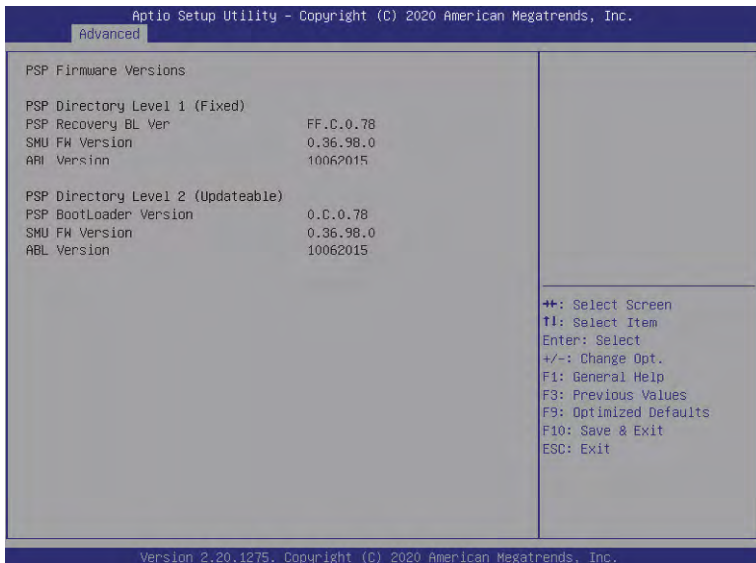 Aptio Setup Utility – Copyright (C) 2020 American Megatrends, Inc.
Advanced
PSP Firmware Versions
PSP Directory Level 1 (Fixed)
PSP Recovery BL Ver FF.C.0.78
SMU FW Version 0.36.98.0
ABL Version 10062015
PSP Directory Level 2 (Updateable)
PSP BootLoader Version 0.C.0.78
SMU FW Version 0.36.98.0
ABL Version 10062015
→←: Select Screen
↑↓: Select Item
Enter: Select
+/-: Change Opt.
F1: General Help
F3: Previous Values
F9: Optimized Defaults
F10: Save & Exit
ESC: Exit
Version 2.20.1275. Copyright (C) 2020 American Megatrends, Inc.